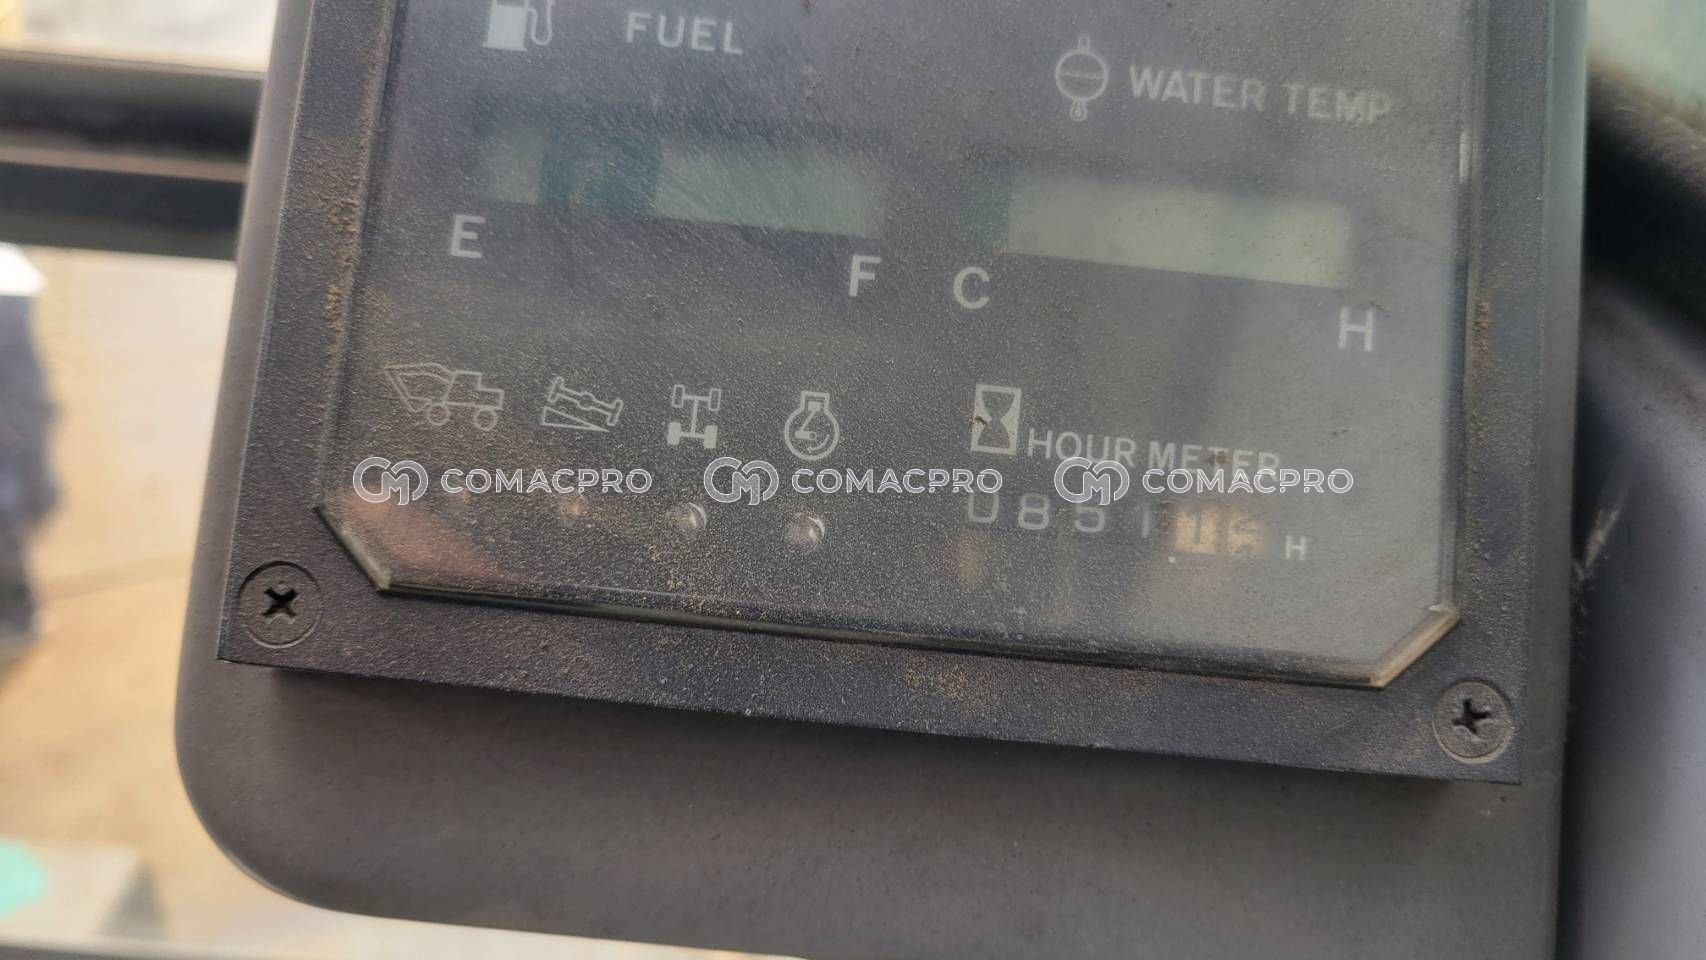 FUEL
WATER TEMP
E F C H
HOUR METER
COMACPRO COMACPRO COMACPRO
H